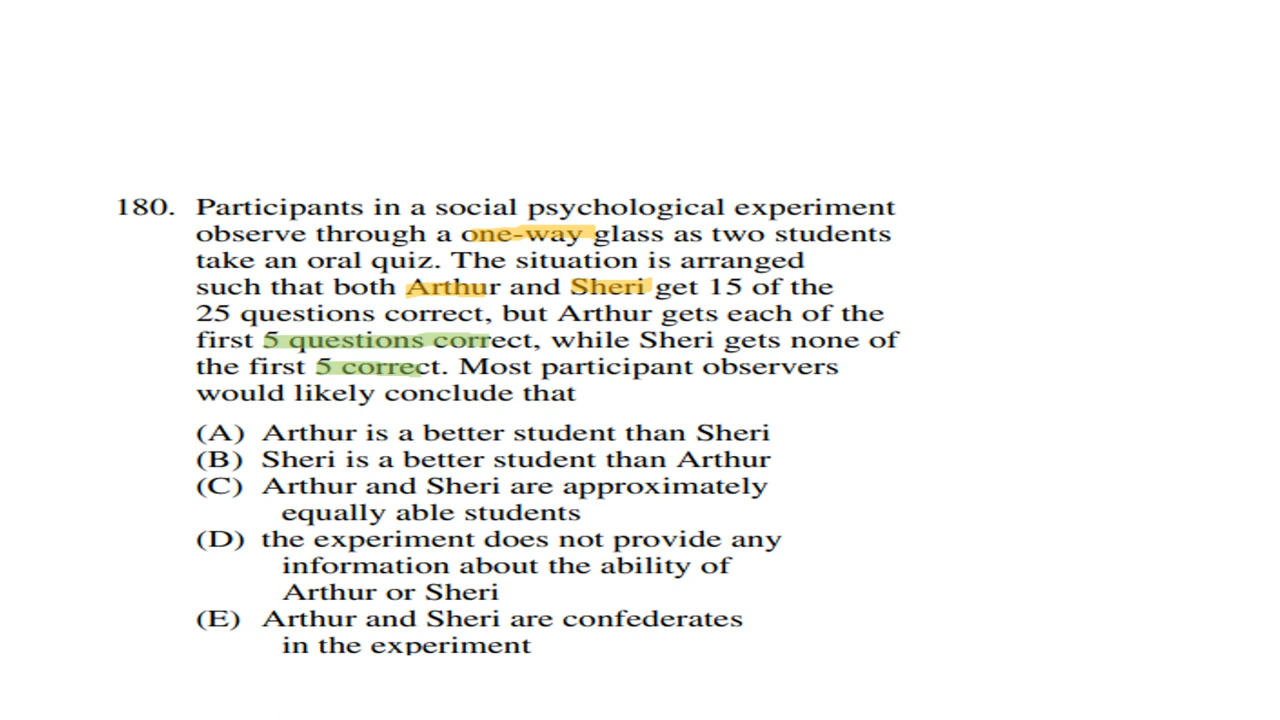 180. Participants in a social psychological experiment
observe through a one-way glass as two students
take an oral quiz. The situation is arranged
such that both Arthur and Sheri get 15 of the
25 questions correct, but Arthur gets each of the
first 5 questions correct, while Sheri gets none of
the first 5 correct. Most participant observers
would likely conclude that
(A) Arthur is a better student than Sheri
(B) Sheri is a better student than Arthur
(C) Arthur and Sheri are approximately
equally able students
(D) the experiment does not provide any
information about the ability of
Arthur or Sheri
(E) Arthur and Sheri are confederates
in the experiment